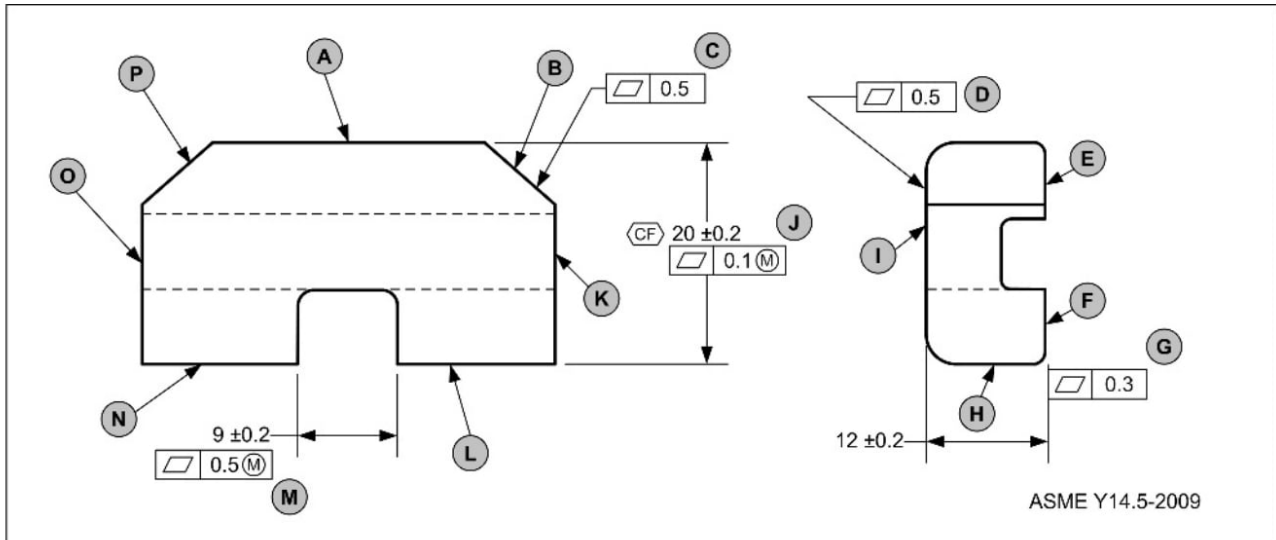 C
A
B
P
0.5
0.5 D
E
O
CF 20 ±0.2 J
0.1 Ⓜ
I
K
F
G
0.3
N
H
9 ±0.2
12 ±0.2
L
0.5 Ⓜ
M
ASME Y14.5-2009